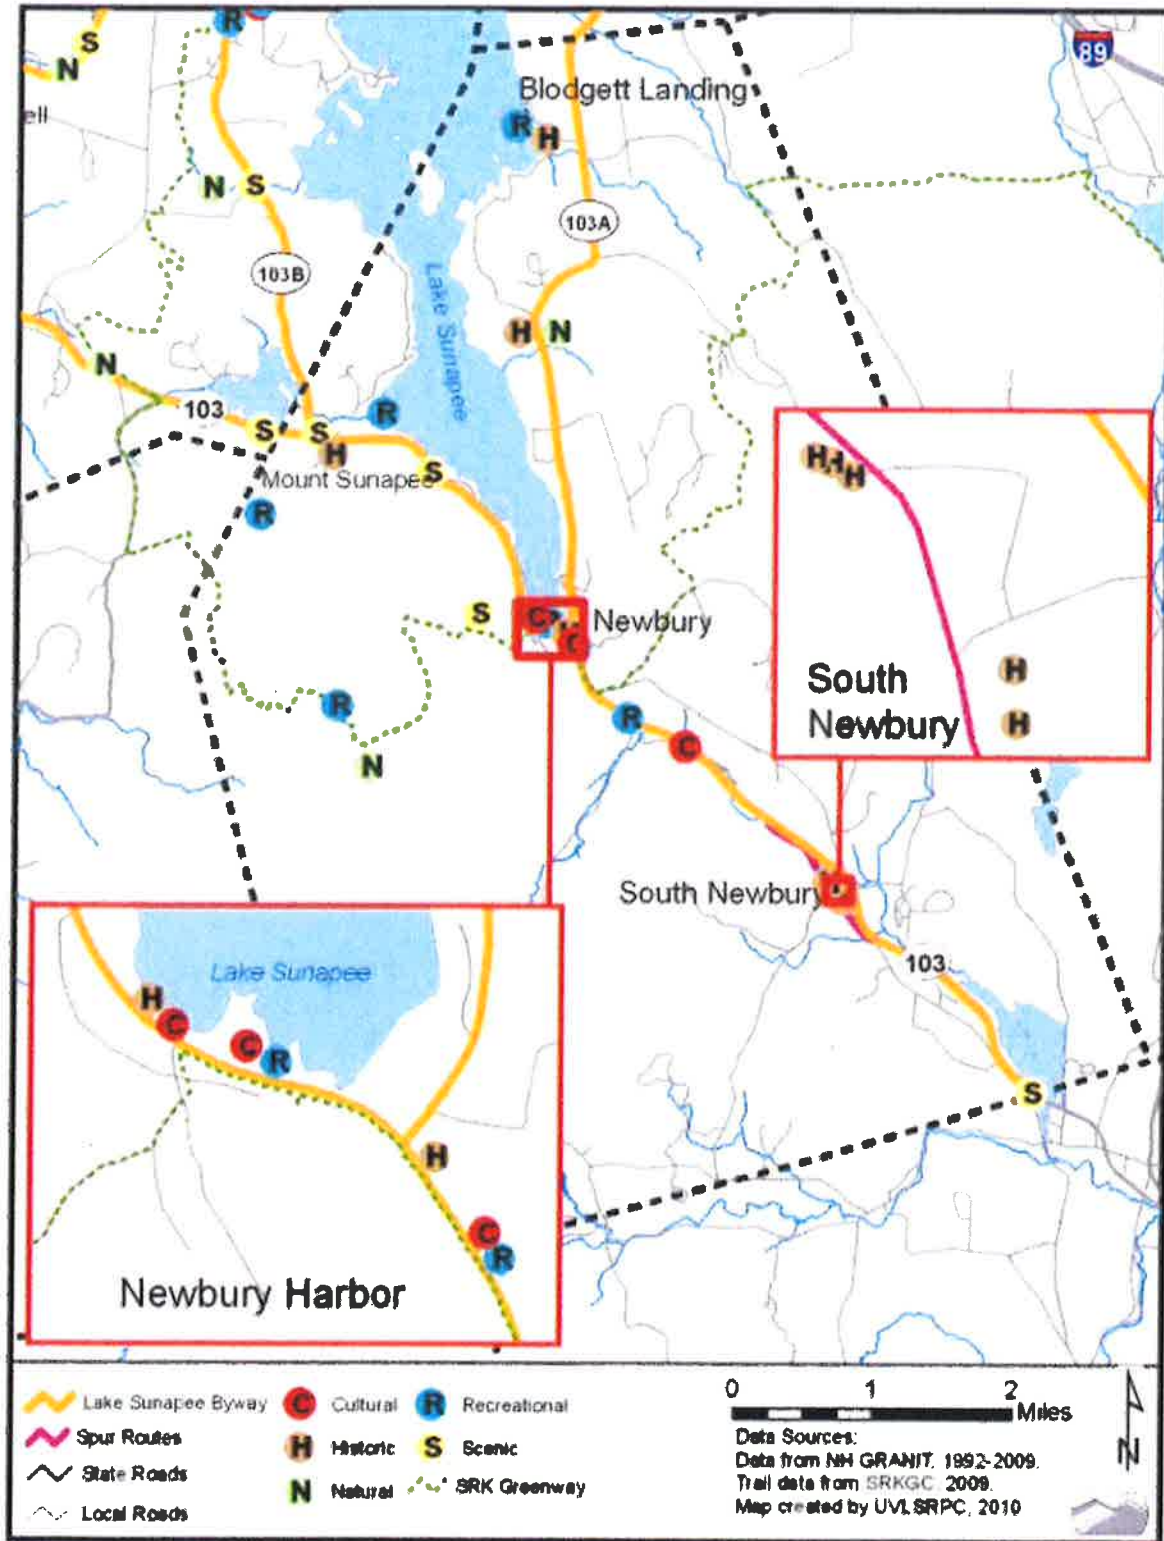 R
S
N
89
ell
Blodgett Landing
R
H
N
S
103A
103B
Lake Sunapee
H
N
N
103
R
S
S
H
Mount Sunapee
S
R
H
H
H
S
C
Newbury
C
H
South
Newbury
H
R
R
C
N
South Newbury
103
Lake Sunapee
H
C
C
R
S
H
C
R
Newbury Harbor
Lake Sunapee Byway
C Cultural
R Recreational
Spur Routes
H Historic
S Scenic
State Roads
N Natural
SRK Greenway
Local Roads
0 1 2
Miles
Data Sources:
Data from NH GRANIT, 1992-2009.
Trail data from SRKGC, 2009.
Map created by UVLSRPC, 2010
N